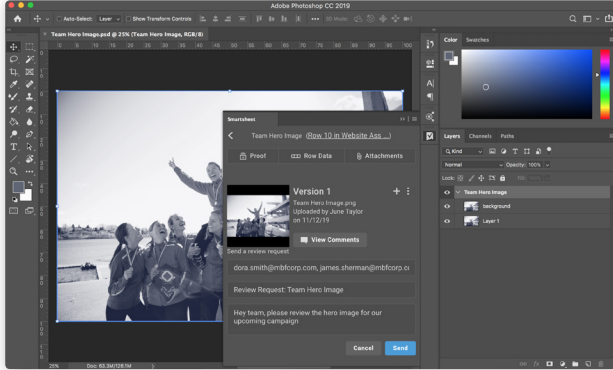 Adobe Photoshop CC 2019
Auto-Select: Layer Show Transform Controls 3D Mode:
× Team Hero Image.psd @ 25% (Team Hero Image, RGB/8)
Color Swatches
Smartsheet
Team Hero Image (Row 10 in Website Ass ...)
Proof Row Data Attachments
Version 1
Team Hero Image.png
Uploaded by June Taylor
on 11/12/19
View Comments
Send a review request
dora.smith@mbfcorp.com, james.sherman@mbfcorp.c
Review Request: Team Hero Image
Hey team, please review the hero image for our
upcoming campaign
Cancel Send
Layers Channels Paths
Kind
Normal Opacity: 100%
Lock: Fill:
Team Hero Image
background
Layer 1
25% Doc: 63.3M/126.1M